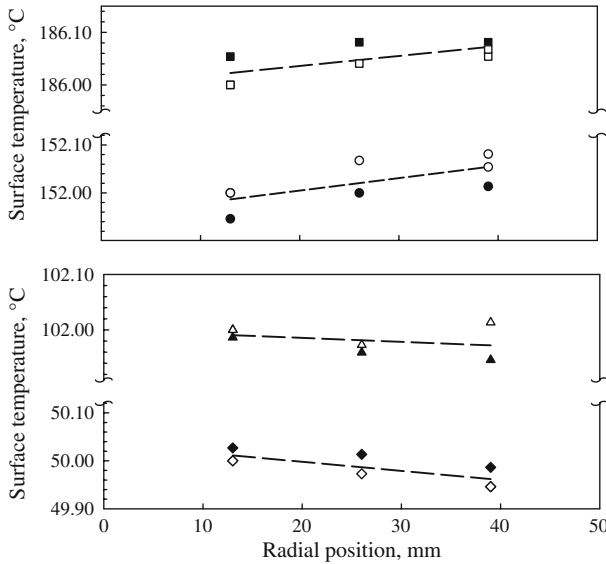 Surface temperature, °C
186.10
186.00
152.10
152.00
Surface temperature, °C
102.10
102.00
50.10
50.00
49.90
0 10 20 30 40 50
Radial position, mm